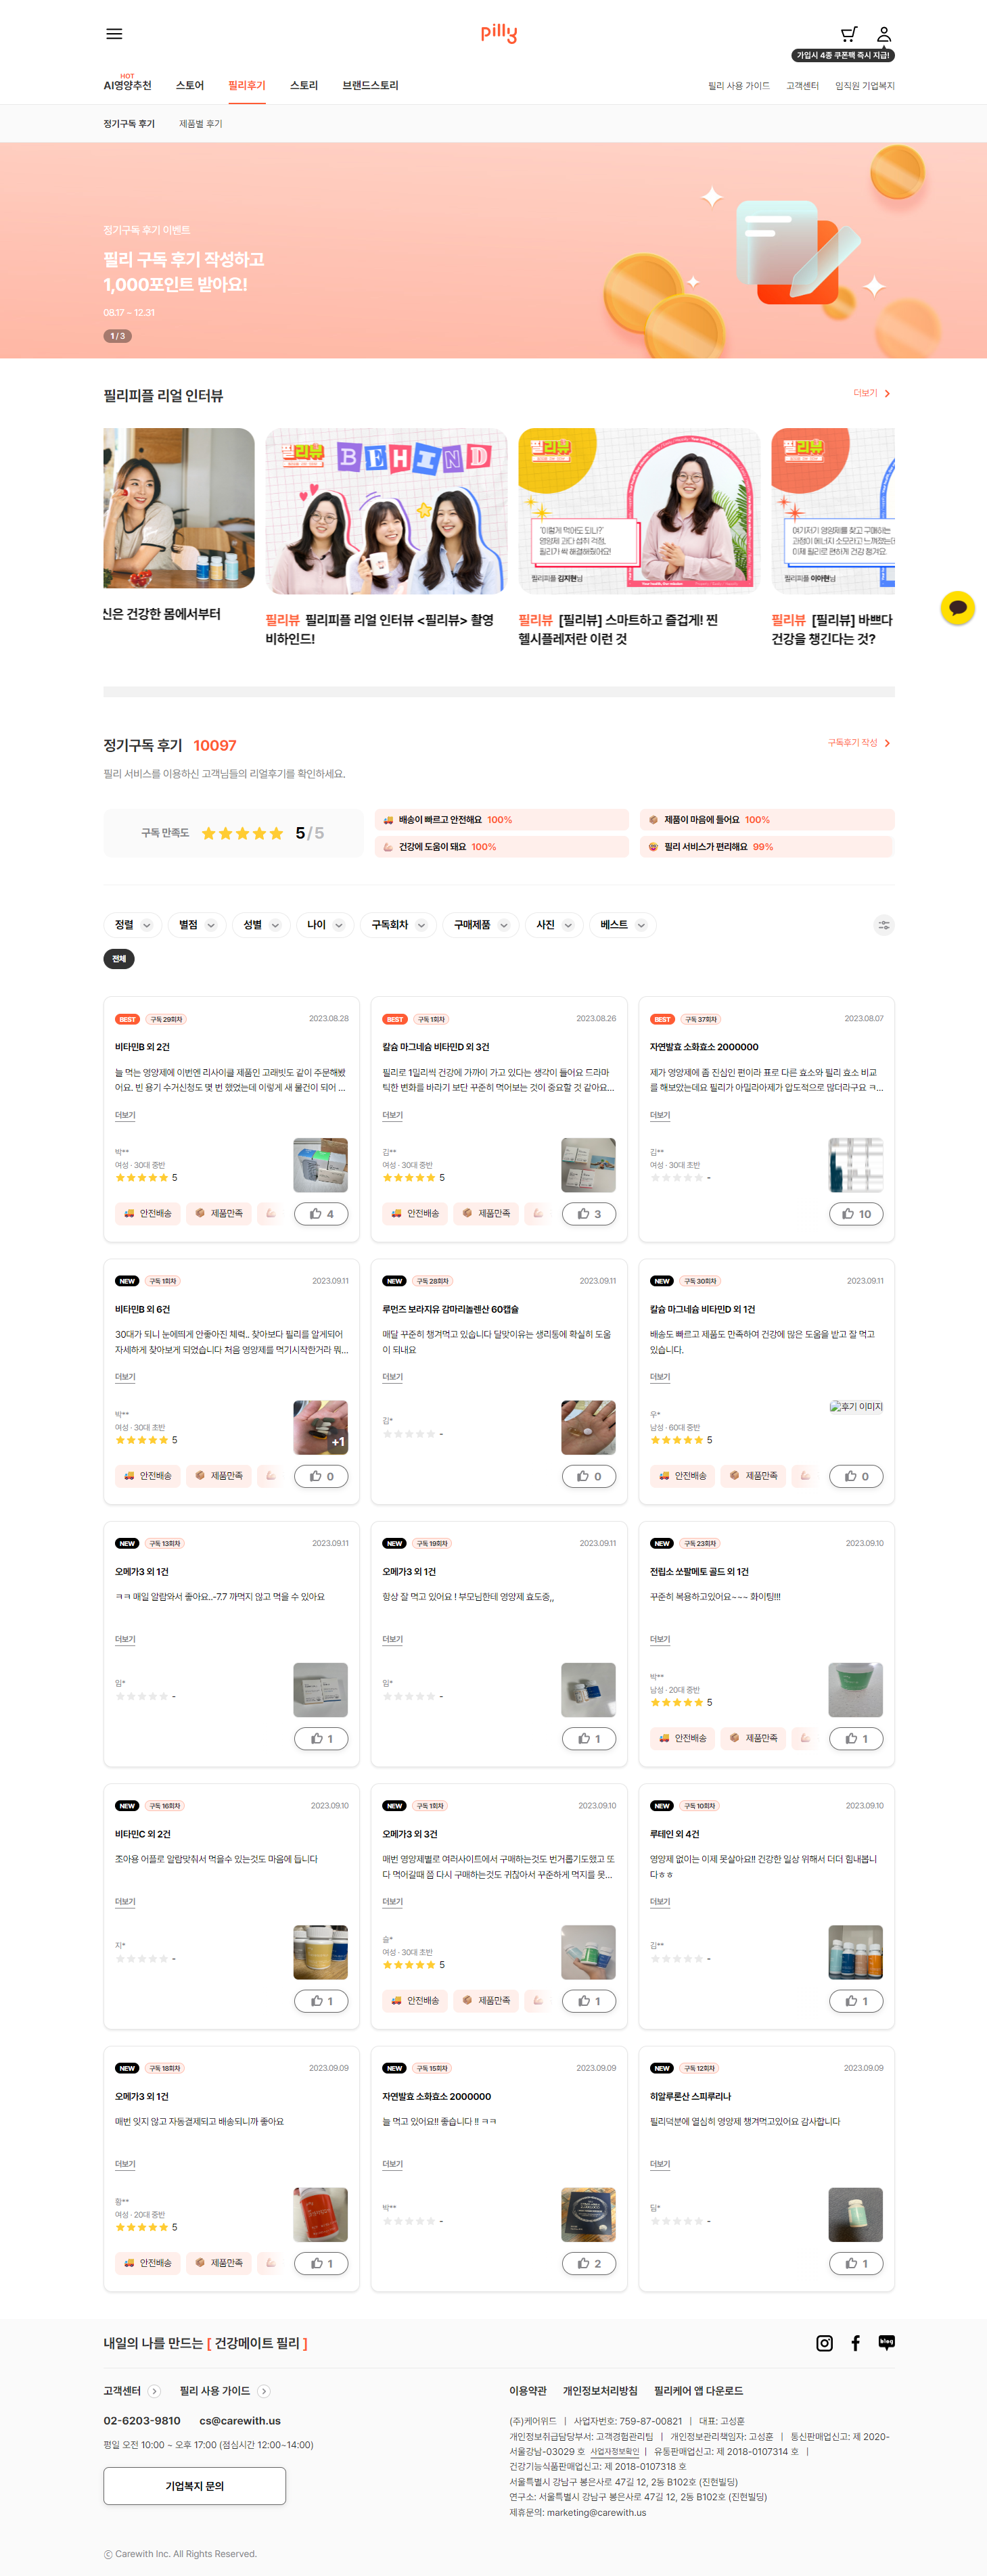 pilly
가입시 4종 쿠폰팩 즉시 지급!
HOT
AI영양추천 스토어 필리후기 스토리 브랜드스토리
필리 사용 가이드 고객센터 임직원 기업복지
정기구독 후기 제품별 후기
정기구독 후기 이벤트
필리 구독 후기 작성하고
1,000포인트 받아요!
08.17 ~ 12.31
1 / 3
필리피플 리얼 인터뷰
더보기
신은 건강한 몸에서부터
필리뷰
BEHIND
필리뷰 필리피플 리얼 인터뷰 <필리뷰> 촬영
비하인드!
필리뷰
'이렇게 먹어도 되나?'
영양제 과다 섭취 걱정,
필리가 싹 해결해줬어요!
필리피플 김지현님
필리뷰 [필리뷰] 스마트하고 즐겁게! 찐
헬시플레저란 이런 것
필리뷰
여기저기 영양제를 찾고 구매하는
과정이 에너지 소모라고 느껴졌는데
이제 필리로 편하게 건강 챙겨요.
필리피플 이아현님
필리뷰 [필리뷰] 바쁘다
건강을 챙긴다는 것?
정기구독 후기 10097
구독후기 작성
필리 서비스를 이용하신 고객님들의 리얼후기를 확인하세요.
구독 만족도 5/5
배송이 빠르고 안전해요 100%
제품이 마음에 들어요 100%
건강에 도움이 돼요 100%
필리 서비스가 편리해요 99%
정렬 별점 성별 나이 구독회차 구매제품 사진 베스트
전체
BEST 구독 29회차 2023.08.28
비타민B 외 2건
늘 먹는 영양제에 이번엔 리사이클 제품인 고래빗도 같이 주문해봤
어요. 빈 용기 수거신청도 몇 번 했었는데 이렇게 새 물건이 되어 ...
더보기
박**
여성 · 30대 중반
5
안전배송 제품만족 4
BEST 구독 1회차 2023.08.26
칼슘 마그네슘 비타민D 외 3건
필리로 1일리씩 건강에 가까이 가고 있다는 생각이 들어요 드라마
틱한 변화를 바라기 보단 꾸준히 먹어보는 것이 중요할 것 같아요...
더보기
김**
여성 · 30대 중반
5
안전배송 제품만족 3
BEST 구독 37회차 2023.08.07
자연발효 소화효소 2000000
제가 영양제에 좀 진심인 편이라 표로 다른 효소와 필리 효소 비교
를 해보았는데요 필리가 아밀라아제가 압도적으로 많더라구요 ㅋ...
더보기
김**
여성 · 30대 초반
-
10
NEW 구독 1회차 2023.09.11
비타민B 외 6건
30대가 되니 눈에띄게 안좋아진 체력.. 찾아보다 필리를 알게되어
자세하게 찾아보게 되었습니다 처음 영양제를 먹기시작한거라 뭐...
더보기
박**
여성 · 30대 초반
5
+1
안전배송 제품만족 0
NEW 구독 28회차 2023.09.11
루먼즈 보라지유 감마리놀렌산 60캡슐
매달 꾸준히 챙겨먹고 있습니다 달맞이유는 생리통에 확실히 도움
이 되내요
더보기
강*
-
0
NEW 구독 30회차 2023.09.11
칼슘 마그네슘 비타민D 외 1건
배송도 빠르고 제품도 만족하여 건강에 많은 도움을 받고 잘 먹고
있습니다.
더보기
후기 이미지
우*
남성 · 60대 중반
5
안전배송 제품만족 0
NEW 구독 13회차 2023.09.11
오메가3 외 1건
ㅋㅋ 매일 알람와서 좋아요..-7.7 까먹지 않고 먹을 수 있아요
더보기
임*
-
1
NEW 구독 19회차 2023.09.11
오메가3 외 1건
항상 잘 먹고 있어요 ! 부모님한테 영양제 효도중,,
더보기
임*
-
1
NEW 구독 23회차 2023.09.10
전립소 쏘팔메토 골드 외 1건
꾸준히 복용하고있어요~~~ 화이팅!!!
더보기
박**
남성 · 20대 중반
5
안전배송 제품만족 1
NEW 구독 16회차 2023.09.10
비타민C 외 2건
조아용 어플로 알람맞춰서 먹을수 있는것도 마음에 듭니다
더보기
지*
-
1
NEW 구독 1회차 2023.09.10
오메가3 외 3건
매번 영양제별로 여러사이트에서 구매하는것도 번거롭기도했고 또
다 먹어갈때 쯤 다시 구매하는것도 귀찮아서 꾸준하게 먹지를 못...
더보기
슬*
여성 · 30대 초반
5
안전배송 제품만족 1
NEW 구독 10회차 2023.09.10
루테인 외 4건
영양제 없이는 이제 못살아요!! 건강한 일상 위해서 더더 힘내봅니
다ㅎㅎ
더보기
김**
-
1
NEW 구독 18회차 2023.09.09
오메가3 외 1건
매번 잊지 않고 자동결제되고 배송되니까 좋아요
더보기
황**
여성 · 20대 중반
5
안전배송 제품만족 1
NEW 구독 15회차 2023.09.09
자연발효 소화효소 2000000
늘 먹고 있어요!! 좋습니다 !! ㅋㅋ
더보기
박**
-
2
NEW 구독 12회차 2023.09.09
히알루론산 스피루리나
필리덕분에 열심히 영양제 챙겨먹고있어요 감사합니다
더보기
딤*
-
1
내일의 나를 만드는 [ 건강메이트 필리 ]
blog
고객센터 필리 사용 가이드
02-6203-9810 cs@carewith.us
평일 오전 10:00 ~ 오후 17:00 (점심시간 12:00~14:00)
기업복지 문의
이용약관 개인정보처리방침 필리케어 앱 다운로드
(주)케어위드 | 사업자번호: 759-87-00821 | 대표: 고성훈
개인정보취급담당부서: 고객경험관리팀 | 개인정보관리책임자: 고성훈 | 통신판매업신고: 제 2020-
서울강남-03029 호 사업자정보확인 | 유통판매업신고: 제 2018-0107314 호 |
건강기능식품판매업신고: 제 2018-0107318 호
서울특별시 강남구 봉은사로 47길 12, 2동 B102호 (진현빌딩)
연구소: 서울특별시 강남구 봉은사로 47길 12, 2동 B102호 (진현빌딩)
제휴문의: marketing@carewith.us
ⓒ Carewith Inc. All Rights Reserved.